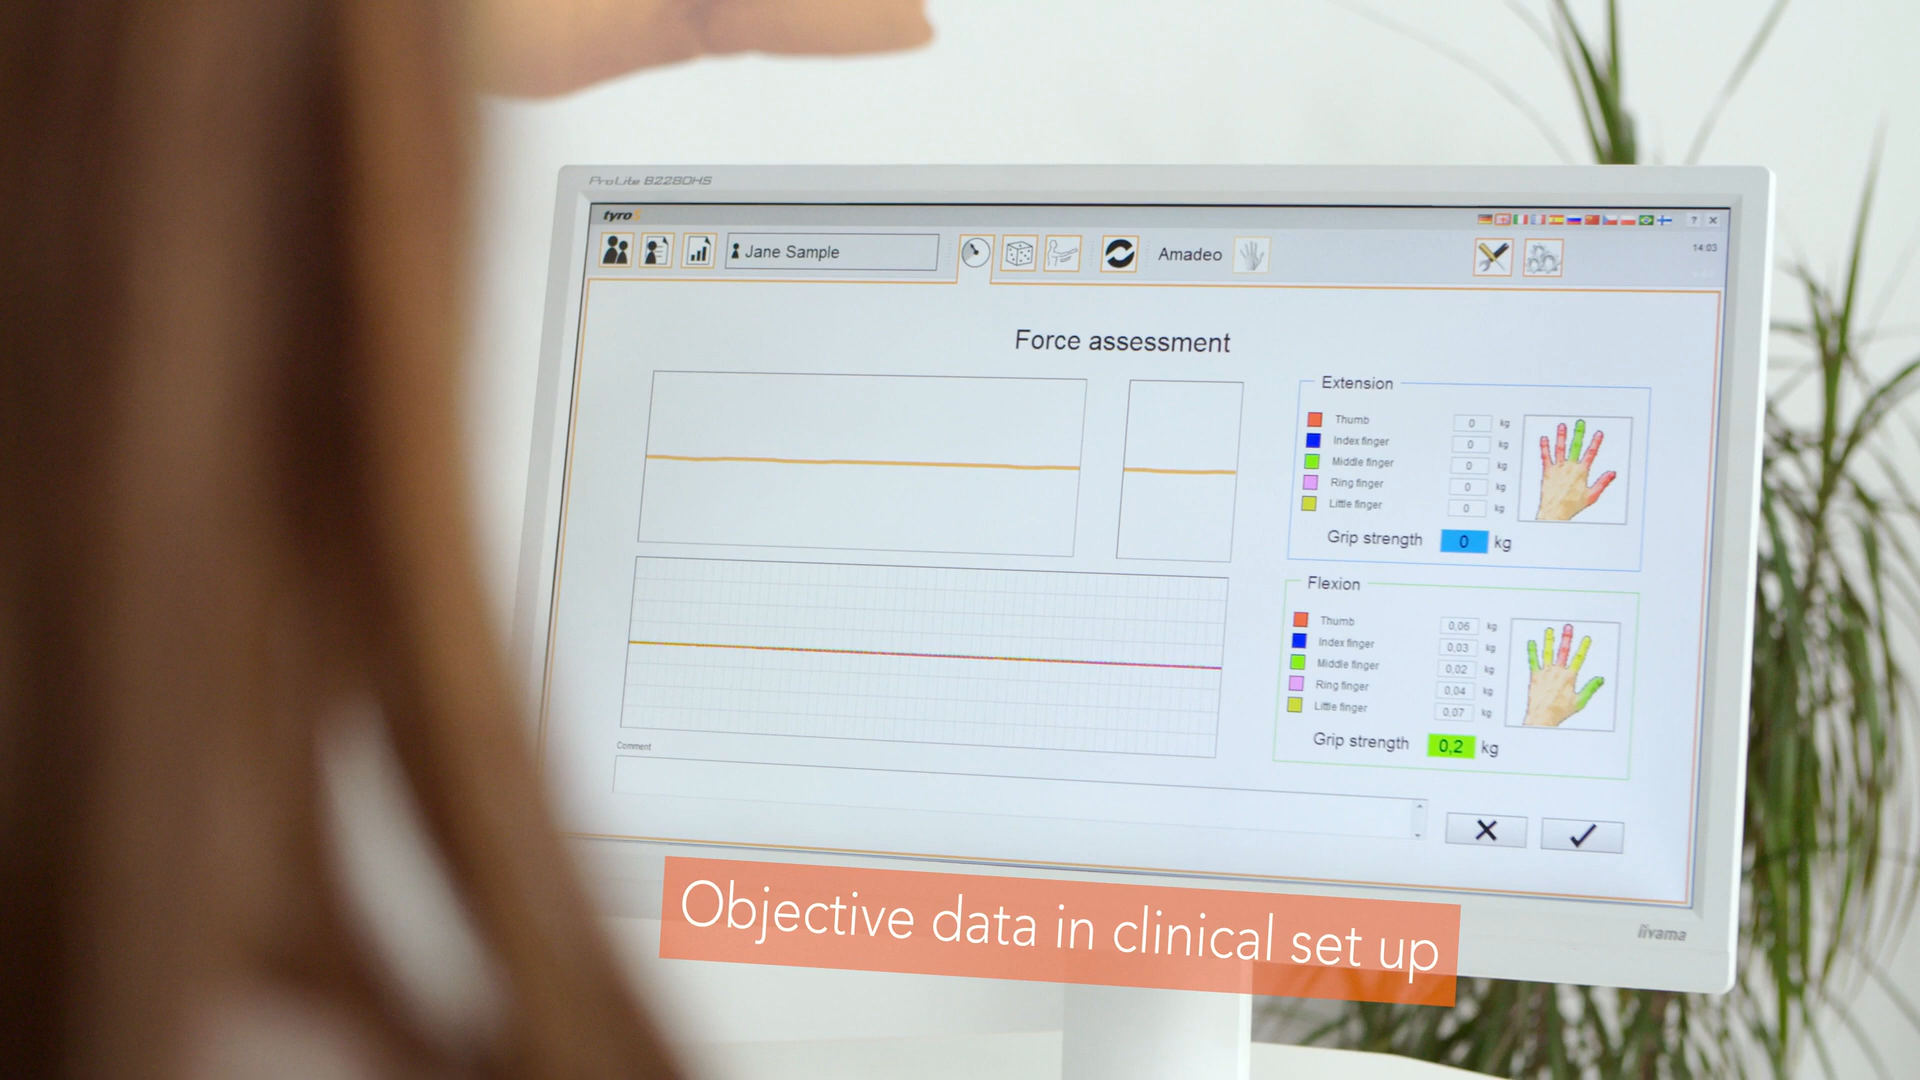 ProLite B2280HS
tyroS
? ×
Jane Sample
Amadeo
14:03
Force assessment
Extension
Thumb 0 kg
Index finger 0 kg
Middle finger 0 kg
Ring finger 0 kg
Little finger 0 kg
Grip strength 0 kg
Flexion
Thumb 0,06 kg
Index finger 0,03 kg
Middle finger 0,02 kg
Ring finger 0,04 kg
Little finger 0,07 kg
Grip strength 0,2 kg
Comment
Objective data in clinical set up
iiyama